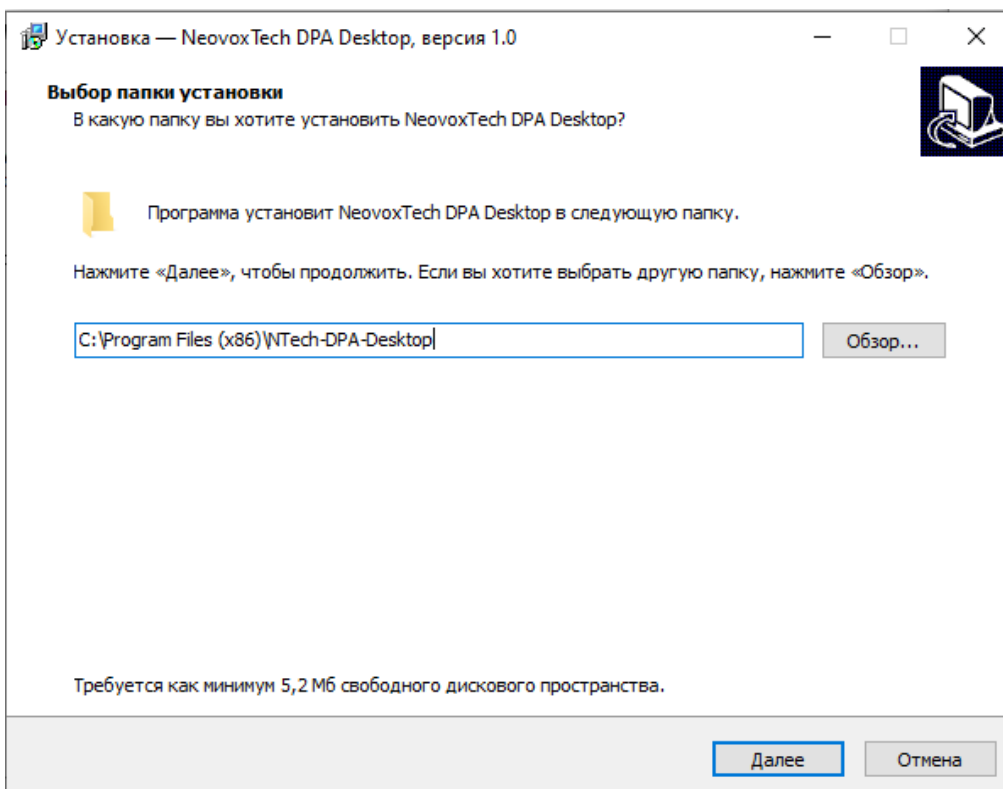 Установка — NeovoxTech DPA Desktop, версия 1.0
Выбор папки установки
В какую папку вы хотите установить NeovoxTech DPA Desktop?
Программа установит NeovoxTech DPA Desktop в следующую папку.
Нажмите «Далее», чтобы продолжить. Если вы хотите выбрать другую папку, нажмите «Обзор».
C:\Program Files (x86)\NTech-DPA-Desktop
Обзор...
Требуется как минимум 5,2 Мб свободного дискового пространства.
Далее
Отмена